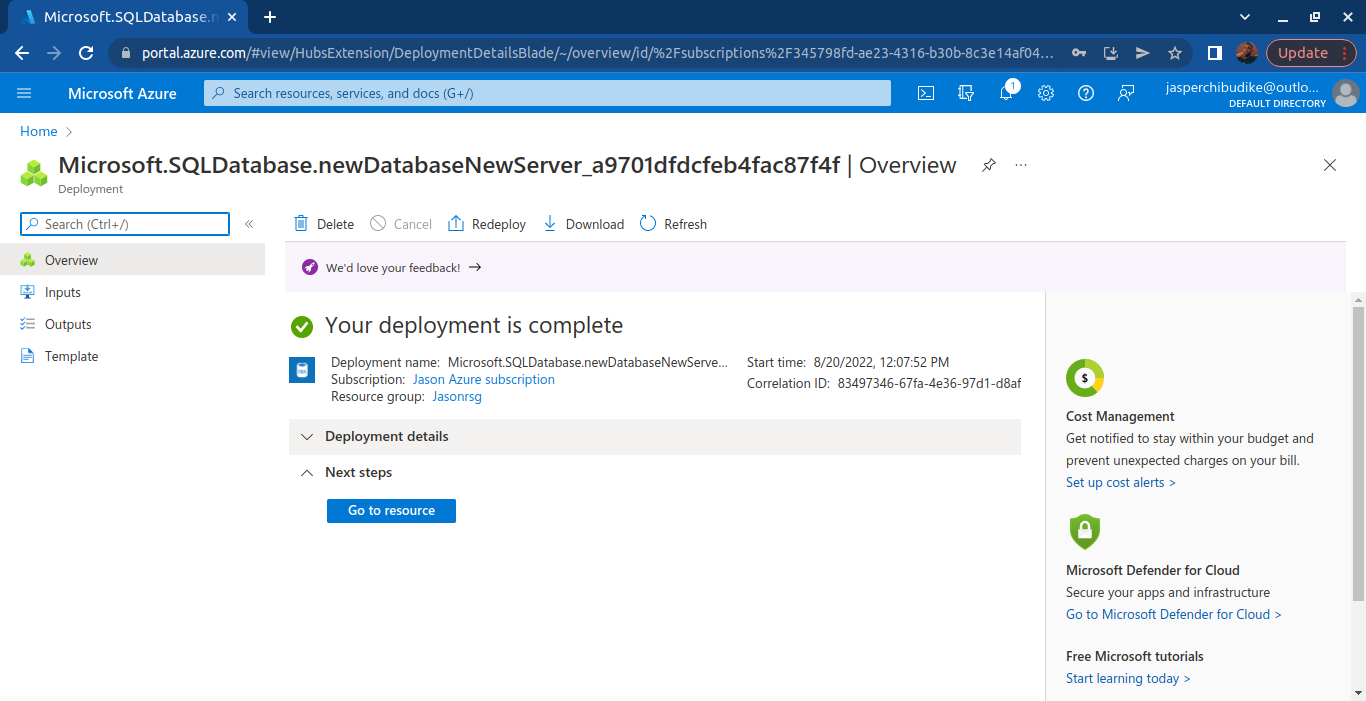 Microsoft.SQLDatabase.n
portal.azure.com/#view/HubsExtension/DeploymentDetailsBlade/~/overview/id/%2Fsubscriptions%2F345798fd-ae23-4316-b30b-8c3e14af04...
Update
Microsoft Azure
Search resources, services, and docs (G+/)
1
jasperchibudike@outlo...
DEFAULT DIRECTORY
Home
Microsoft.SQLDatabase.newDatabaseNewServer_a9701dfdcfeb4fac87f4f | Overview
Deployment
Search (Ctrl+/)
Overview
Inputs
Outputs
Template
Delete
Cancel
Redeploy
Download
Refresh
We'd love your feedback! →
Your deployment is complete
Deployment name: Microsoft.SQLDatabase.newDatabaseNewServe...
Subscription: Jason Azure subscription
Resource group: Jasonrsg
Start time: 8/20/2022, 12:07:52 PM
Correlation ID: 83497346-67fa-4e36-97d1-d8af
Deployment details
Next steps
Go to resource
$
Cost Management
Get notified to stay within your budget and
prevent unexpected charges on your bill.
Set up cost alerts >
Microsoft Defender for Cloud
Secure your apps and infrastructure
Go to Microsoft Defender for Cloud >
Free Microsoft tutorials
Start learning today >